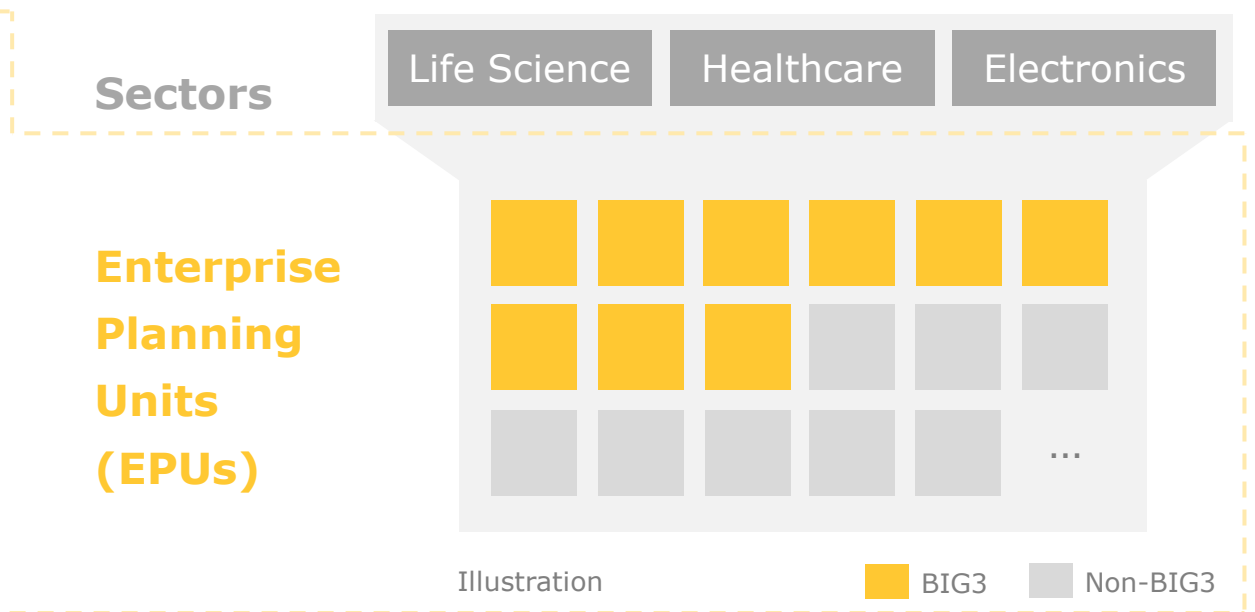 Life Science
Healthcare
Electronics
Sectors
Enterprise
Planning
Units
(EPUs)
...
Illustration
BIG3
Non-BIG3